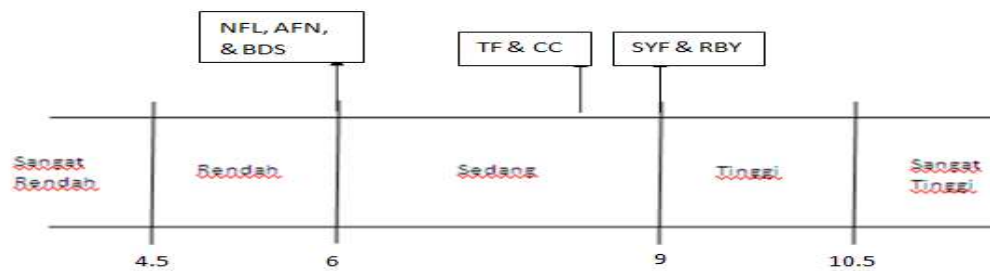 NFL, AFN,
& BDS
TF & CC
SYF & RBY
Sangat
Rendah
Rendah
Sedang
Tinggi
Sangat
Tinggi
4.5
6
9
10.5